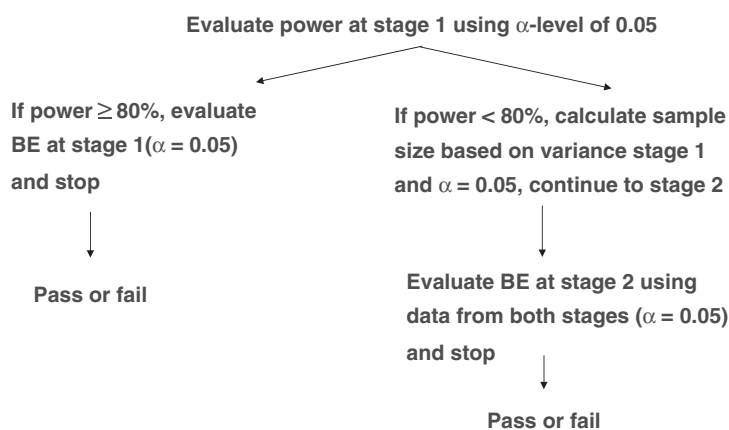 Evaluate power at stage 1 using α-level of 0.05
If power ≥ 80%, evaluate
BE at stage 1(α = 0.05)
and stop
Pass or fail
If power < 80%, calculate sample
size based on variance stage 1
and α = 0.05, continue to stage 2
Evaluate BE at stage 2 using
data from both stages (α = 0.05)
and stop
Pass or fail